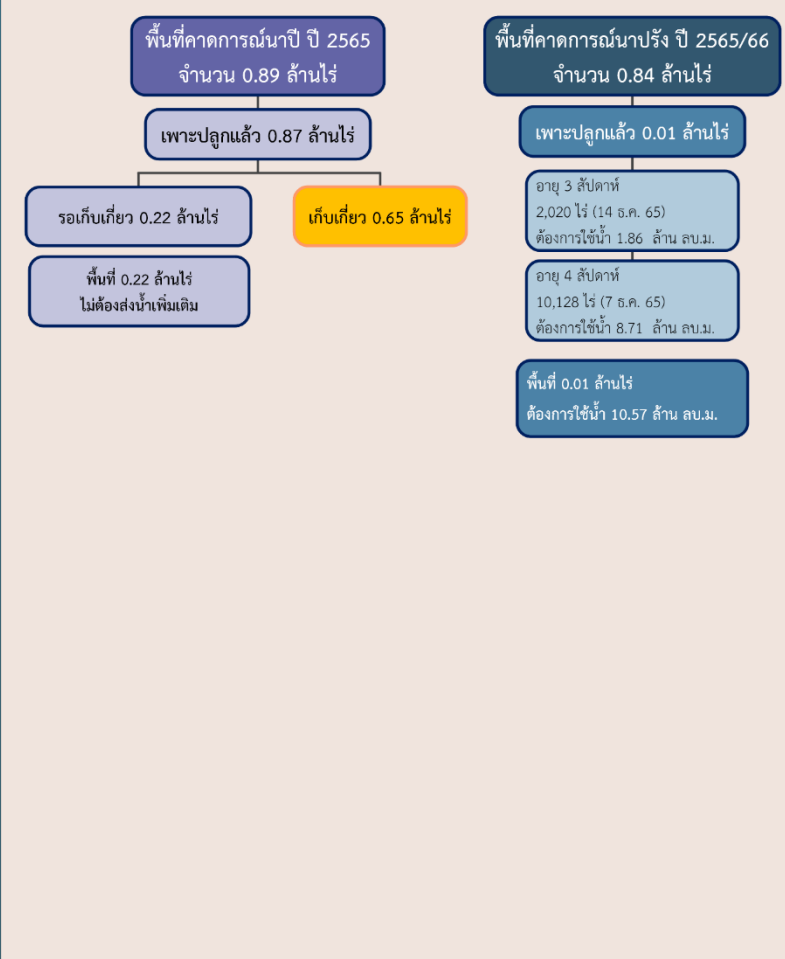 พื้นที่คาดการณ์นาปี ปี 2565
จำนวน 0.89 ล้านไร่
เพาะปลูกแล้ว 0.87 ล้านไร่
รอเก็บเกี่ยว 0.22 ล้านไร่
เก็บเกี่ยว 0.65 ล้านไร่
พื้นที่ 0.22 ล้านไร่
ไม่ต้องส่งน้ำเพิ่มเติม
พื้นที่คาดการณ์นาปรัง ปี 2565/66
จำนวน 0.84 ล้านไร่
เพาะปลูกแล้ว 0.01 ล้านไร่
อายุ 3 สัปดาห์
2,020 ไร่ (14 ธ.ค. 65)
ต้องการใช้น้ำ 1.86 ล้าน ลบ.ม.
อายุ 4 สัปดาห์
10,128 ไร่ (7 ธ.ค. 65)
ต้องการใช้น้ำ 8.71 ล้าน ลบ.ม.
พื้นที่ 0.01 ล้านไร่
ต้องการใช้น้ำ 10.57 ล้าน ลบ.ม.